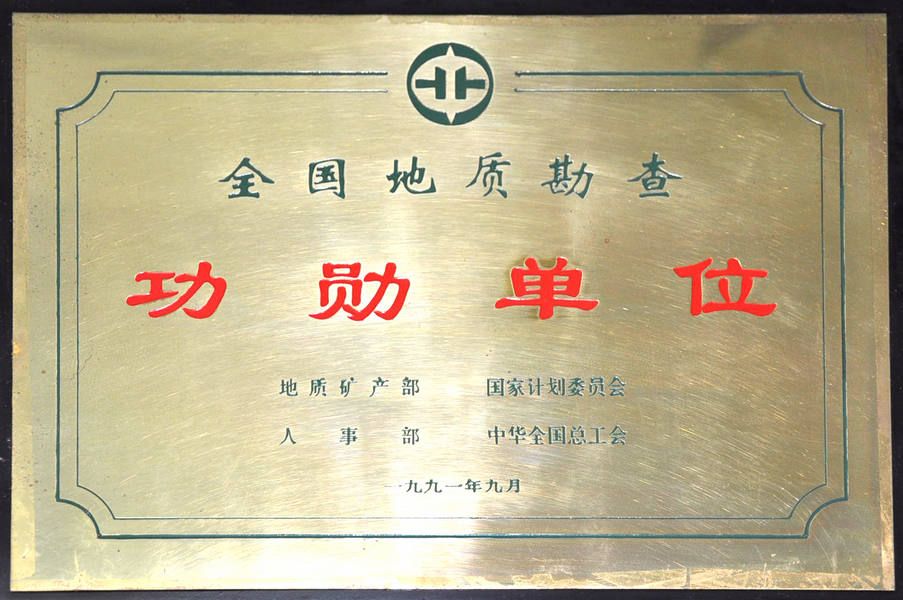 全国地质勘查
功勋单位
地质矿产部 国家计划委员会
人事部 中华全国总工会
一九九一年九月